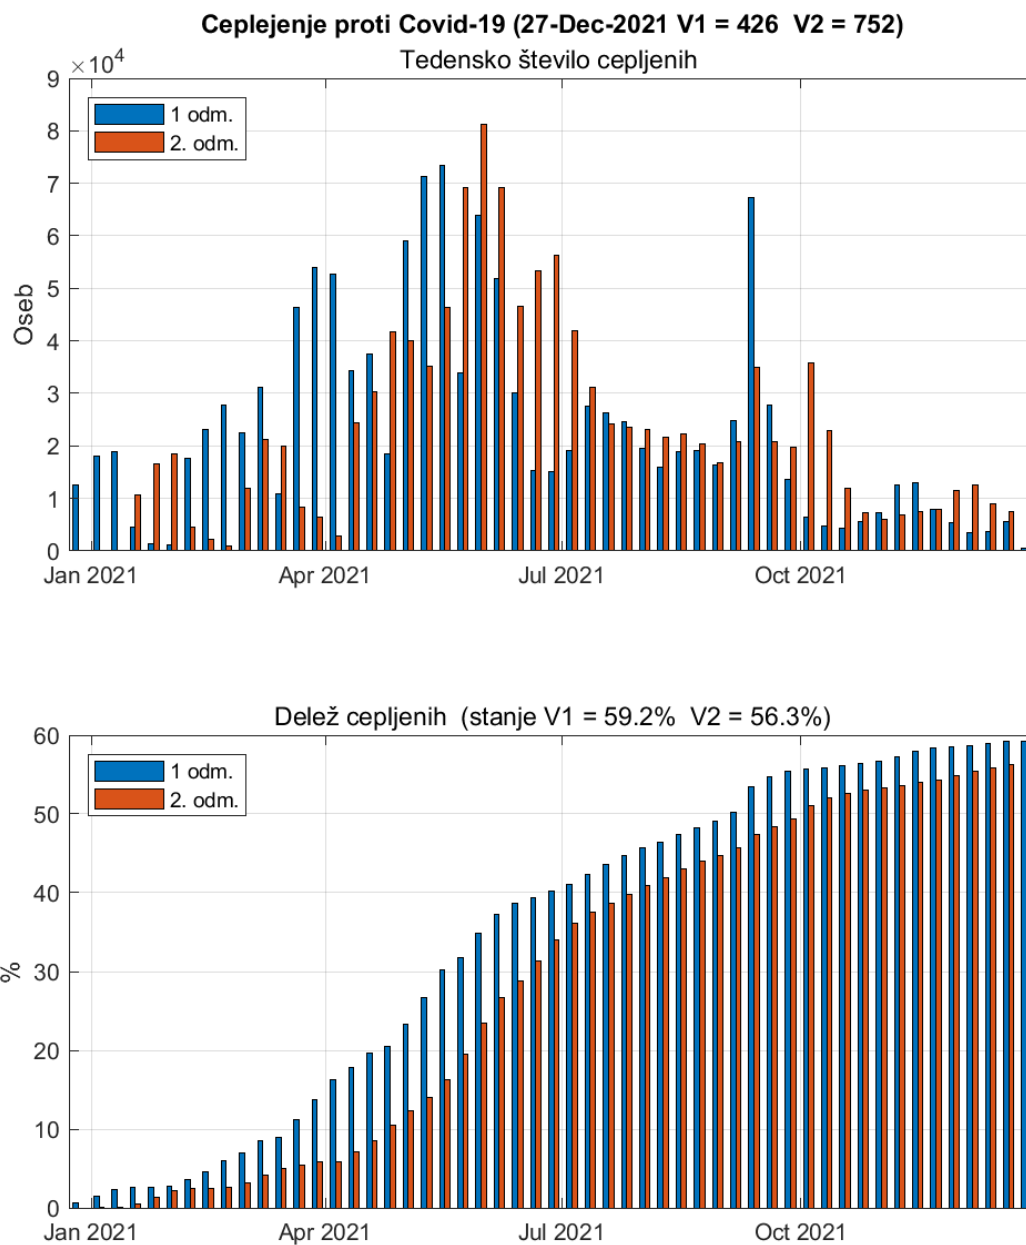 Ceplejenje proti Covid-19 (27-Dec-2021 V1 = 426 V2 = 752)
Tedensko število cepljenih
×10⁴
1 odm.
2. odm.
Oseb
9
8
7
6
5
4
3
2
1
0
Jan 2021 Apr 2021 Jul 2021 Oct 2021
Delež cepljenih (stanje V1 = 59.2% V2 = 56.3%)
1 odm.
2. odm.
%
60
50
40
30
20
10
0
Jan 2021 Apr 2021 Jul 2021 Oct 2021